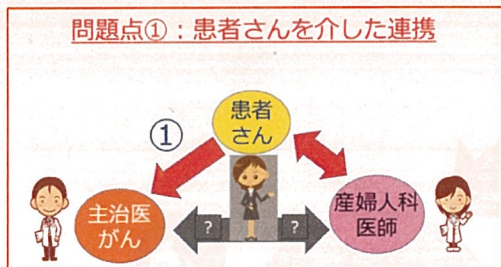 問題点①：患者さんを介した連携
患者
さん
①
主治医
がん
?
?
産婦人科
医師